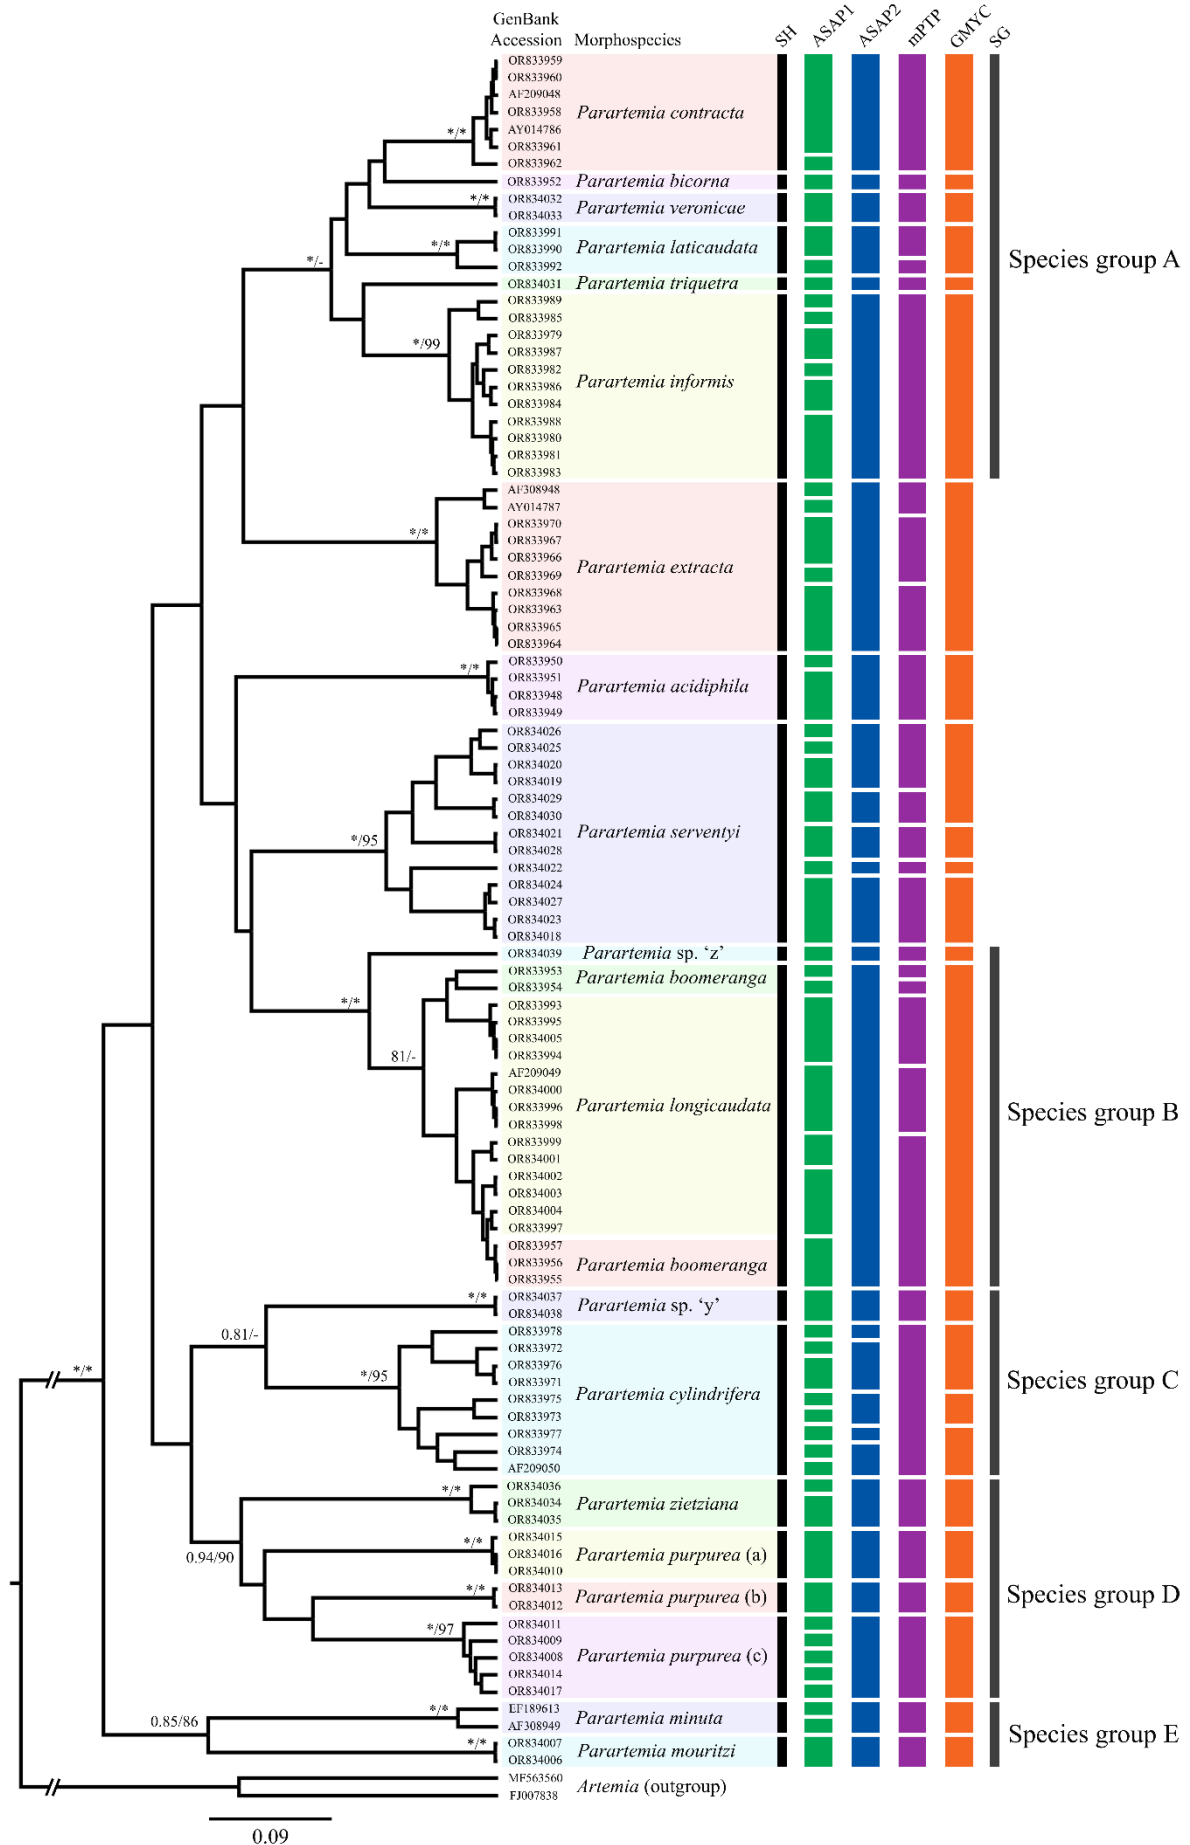 GenBank
Accession Morphospecies SH ASAP1 ASAP2 mPTP GMYC SG
OR833959
OR833960
AF209048
OR833958
AY014786
OR833961
OR833962
*/*
Parartemia contracta
OR833952 Parartemia bicorna
OR834032
OR834033
*/*
Parartemia veronicae
OR833991
OR833990
OR833992
*/*
Parartemia laticaudata
Species group A
*/-
OR834031 Parartemia triquetra
OR833989
OR833985
OR833979
OR833987
OR833982
OR833986
OR833984
OR833988
OR833980
OR833981
OR833983
*/99
Parartemia informis
AF308948
AY014787
OR833970
OR833967
OR833966
OR833969
OR833968
OR833963
OR833965
OR833964
*/*
Parartemia extracta
OR833950
OR833951
OR833948
OR833949
*/*
Parartemia acidiphila
OR834026
OR834025
OR834020
OR834019
OR834029
OR834030
OR834021
OR834028
OR834022
OR834024
OR834027
OR834023
OR834018
*/95
Parartemia serventyi
OR834039 Parartemia sp. ‘z’
*/*
OR833953
OR833954
Parartemia boomeranga
OR833993
OR833995
OR834005
OR833994
AF209049
OR834000
OR833996
OR833998
OR833999
OR834001
OR834002
OR834003
OR834004
OR833997
81/-
Parartemia longicaudata
Species group B
OR833957
OR833956
OR833955
Parartemia boomeranga
OR834037
OR834038
*/*
Parartemia sp. ‘y’
0.81/-
OR833978
OR833972
OR833976
OR833971
OR833975
OR833973
OR833977
OR833974
AF209050
*/95
Parartemia cylindrifera
Species group C
*/*
OR834036
OR834034
OR834035
*/*
Parartemia zietziana
0.94/90
OR834015
OR834016
OR834010
*/*
Parartemia purpurea (a)
OR834013
OR834012
*/*
Parartemia purpurea (b)
Species group D
OR834011
OR834009
OR834008
OR834014
OR834017
*/97
Parartemia purpurea (c)
EF189613
AF308949
*/*
Parartemia minuta
0.85/86
Species group E
OR834007
OR834006
*/*
Parartemia mouritzi
MF563560
FJ007838
Artemia (outgroup)
0.09